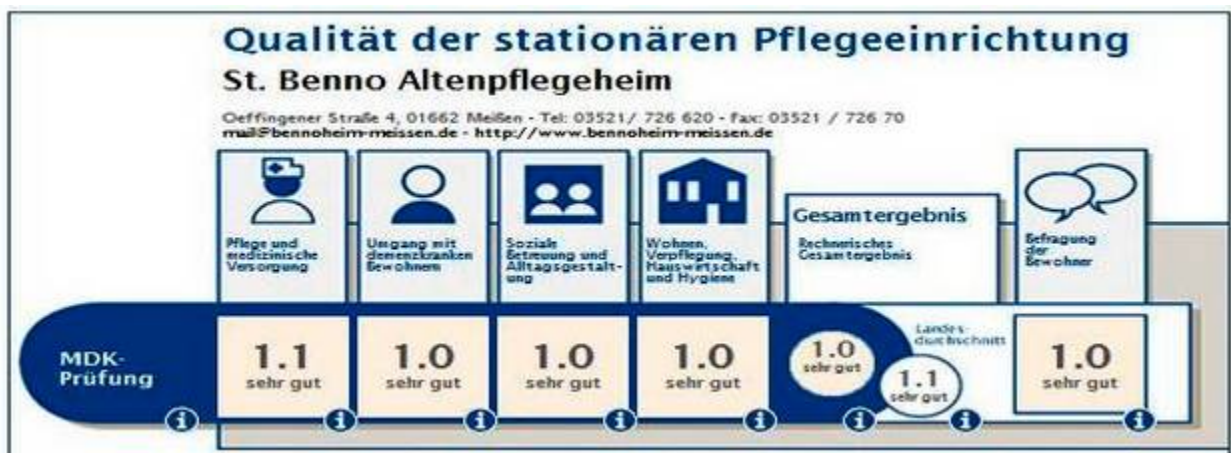 Qualität der stationären Pflegeeinrichtung
St. Benno Altenpflegeheim
Oeffingener Straße 4, 01662 Meißen - Tel: 03521/ 726 620 - Fax: 03521 / 726 70
mail@bennoheim-meissen.de - http://www.bennoheim-meissen.de
Pflege und
medizinische
Versorgung
Umgang mit
demenzkranken
Bewohnern
Soziale
Betreuung und
Alltagsgestalt-
ung
Wohnen,
Verpflegung,
Hauswirtschaft
und Hygiene
Gesamtergebnis
Rechnerisches
Gesamtergebnis
Befragung
der
Bewohner
MDK-
Prüfung
1.1
sehr gut
1.0
sehr gut
1.0
sehr gut
1.0
sehr gut
1.0
sehr gut
Landes-
durchschnitt
1.1
sehr gut
1.0
sehr gut